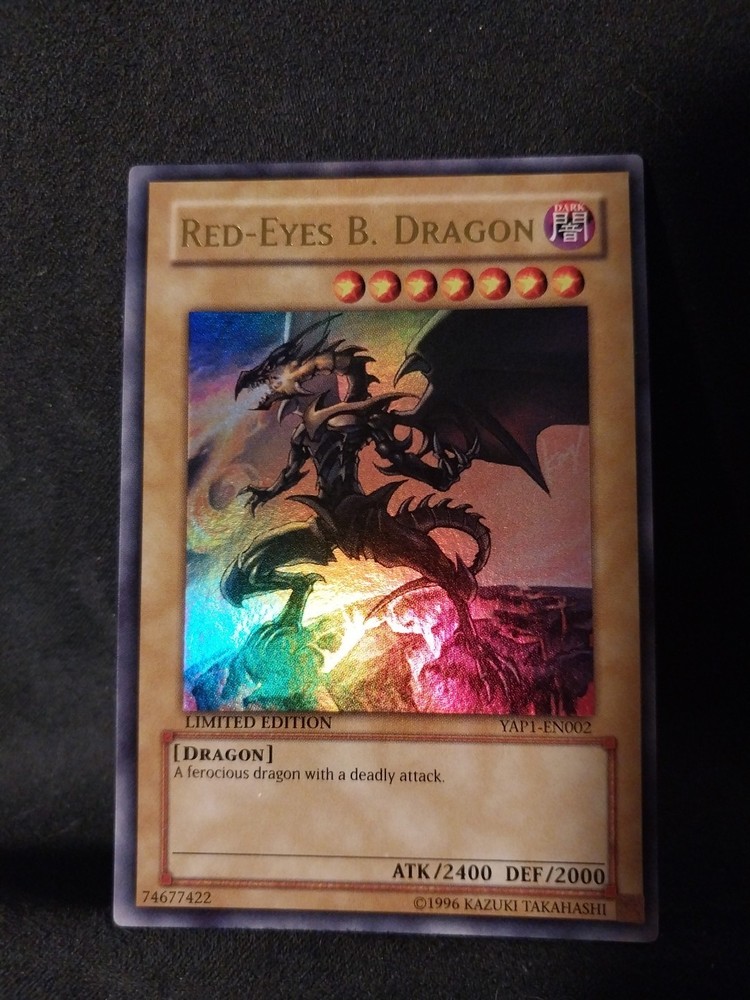 RED-EYES B. DRAGON
DARK
闇
LIMITED EDITION
YAP1-EN002
[DRAGON]
A ferocious dragon with a deadly attack.
ATK/2400 DEF/2000
74677422
©1996 KAZUKI TAKAHASHI